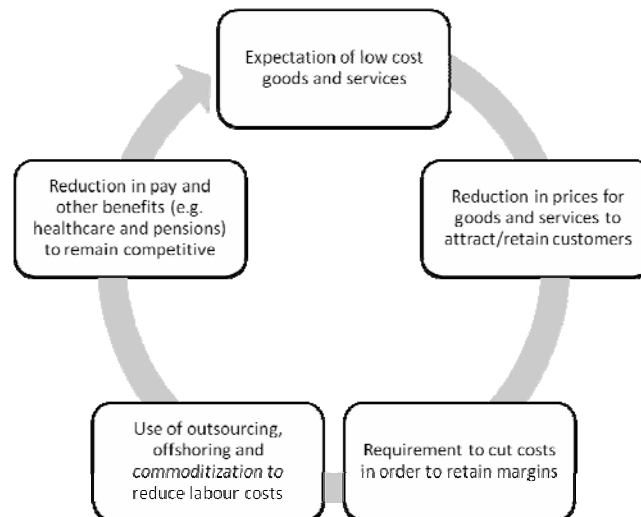 Expectation of low cost
goods and services
Reduction in prices for
goods and services to
attract/retain customers
Requirement to cut costs
in order to retain margins
Use of outsourcing,
offshoring and
commoditization to
reduce labour costs
Reduction in pay and
other benefits (e.g.
healthcare and pensions)
to remain competitive